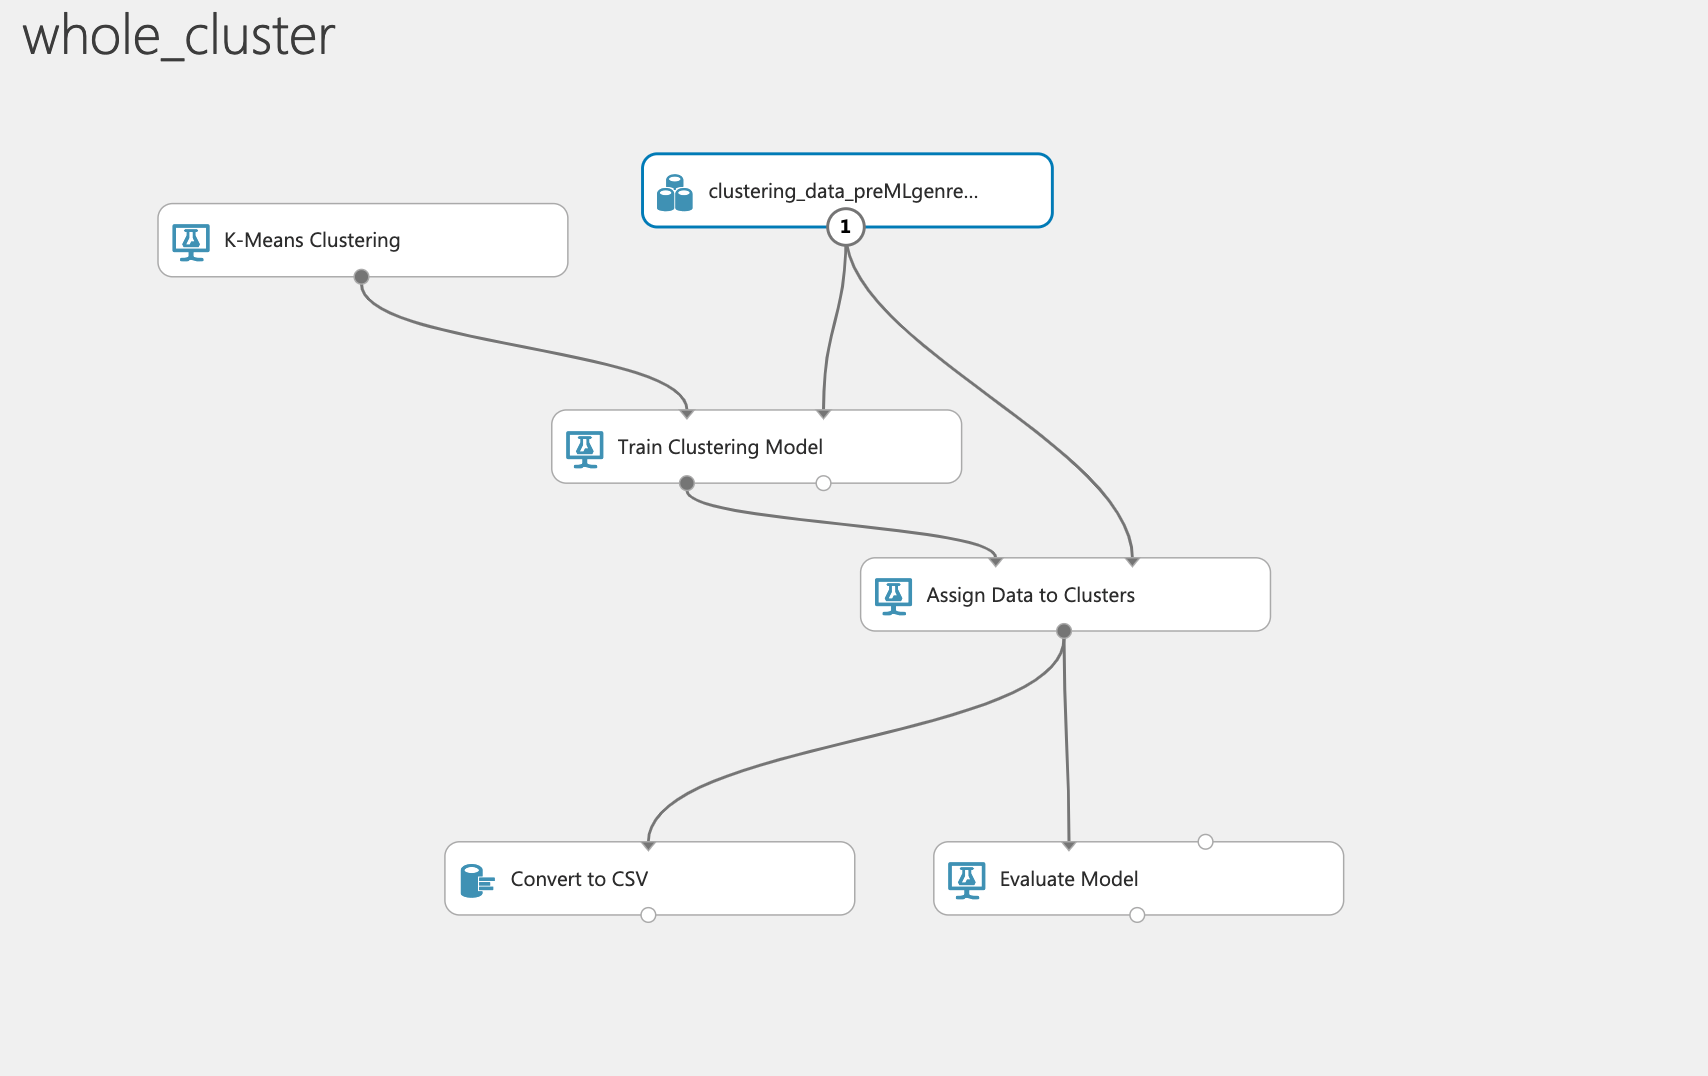 whole_cluster
clustering_data_preMLgenre...
1
K-Means Clustering
Train Clustering Model
Assign Data to Clusters
Convert to CSV
Evaluate Model